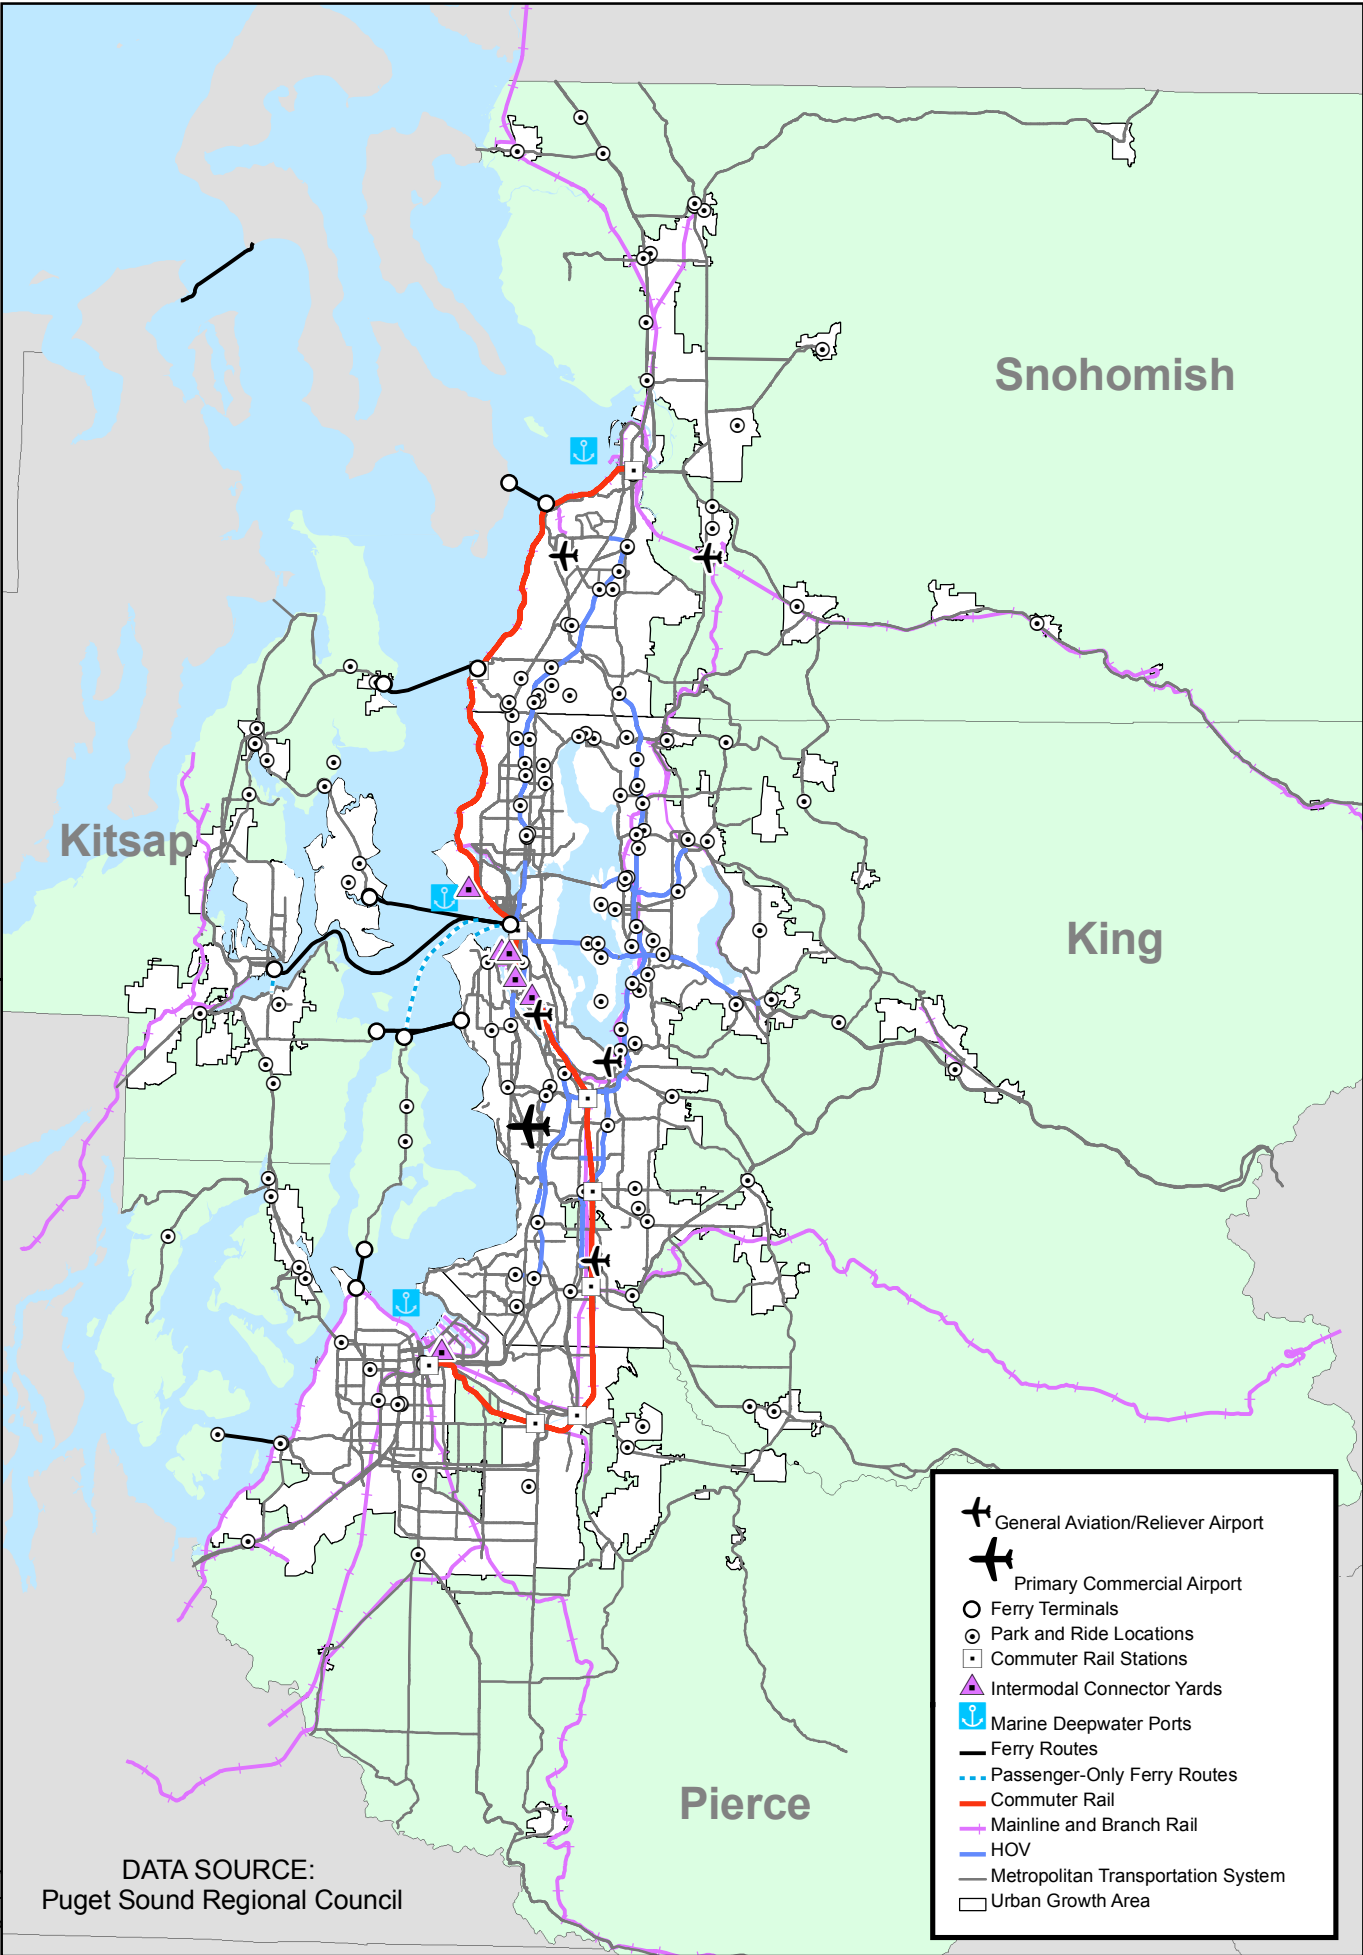 Snohomish
Kitsap
King
Pierce
General Aviation/Reliever Airport
Primary Commercial Airport
Ferry Terminals
Park and Ride Locations
Commuter Rail Stations
Intermodal Connector Yards
Marine Deepwater Ports
Ferry Routes
Passenger-Only Ferry Routes
Commuter Rail
Mainline and Branch Rail
HOV
Metropolitan Transportation System
Urban Growth Area
DATA SOURCE:
Puget Sound Regional Council